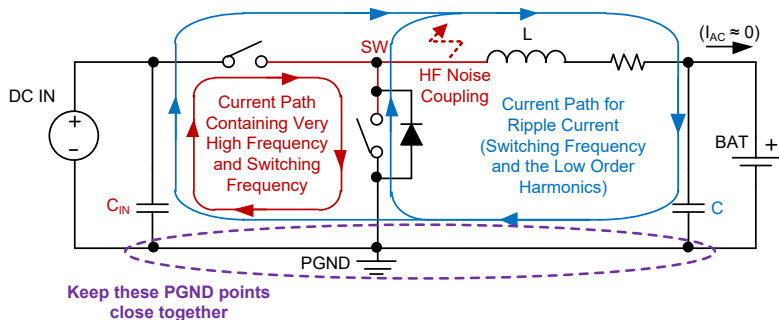 (I_AC ≈ 0)
SW
L
HF Noise
Coupling
DC IN
+
−
Current Path
Containing Very
High Frequency
and Switching
Frequency
Current Path for
Ripple Current
(Switching Frequency
and the Low Order
Harmonics)
BAT
+
C_IN
C
PGND
Keep these PGND points
close together